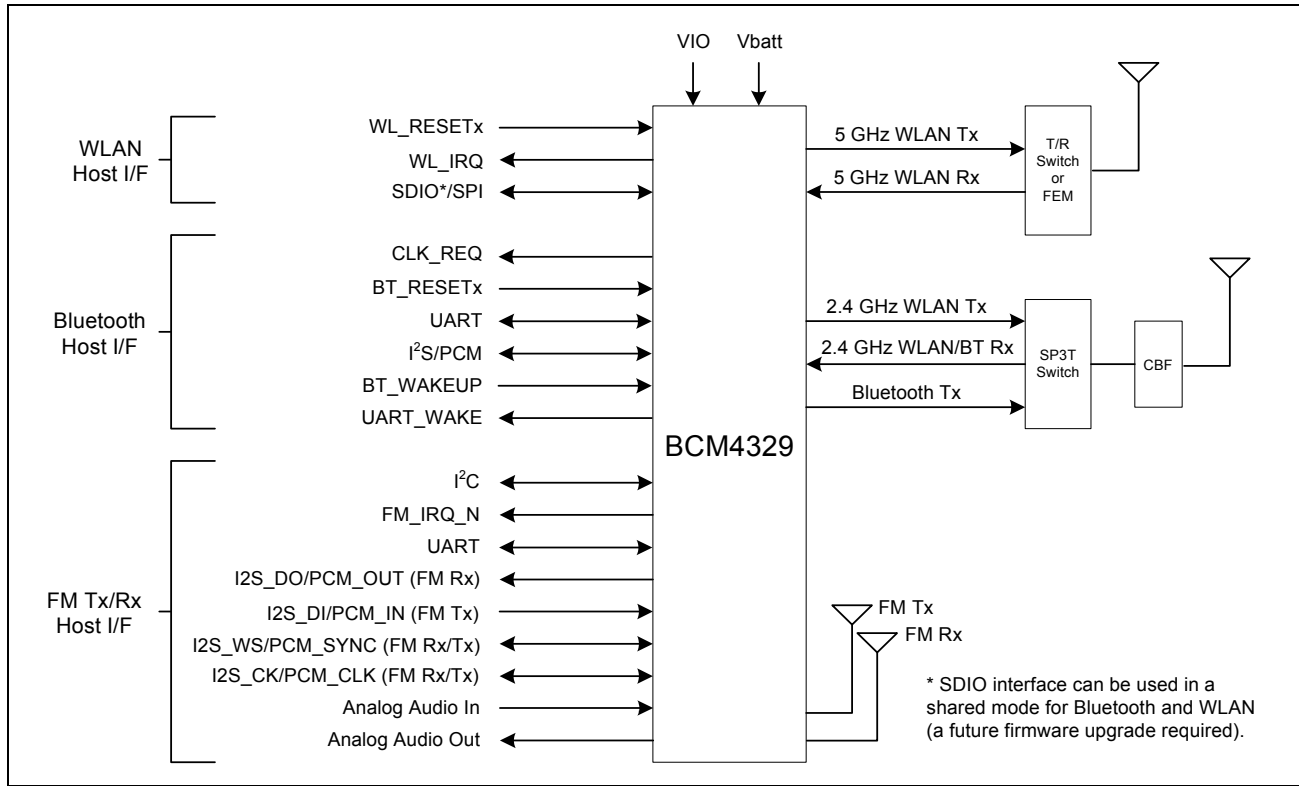 VIO
Vbatt
WLAN
Host I/F
WL_RESETx
WL_IRQ
SDIO*/SPI
Bluetooth
Host I/F
CLK_REQ
BT_RESETx
UART
I²S/PCM
BT_WAKEUP
UART_WAKE
FM Tx/Rx
Host I/F
I²C
FM_IRQ_N
UART
I2S_DO/PCM_OUT (FM Rx)
I2S_DI/PCM_IN (FM Tx)
I2S_WS/PCM_SYNC (FM Rx/Tx)
I2S_CK/PCM_CLK (FM Rx/Tx)
Analog Audio In
Analog Audio Out
BCM4329
5 GHz WLAN Tx
5 GHz WLAN Rx
T/R
Switch
or
FEM
2.4 GHz WLAN Tx
2.4 GHz WLAN/BT Rx
Bluetooth Tx
SP3T
Switch
CBF
FM Tx
FM Rx
* SDIO interface can be used in a
shared mode for Bluetooth and WLAN
(a future firmware upgrade required).